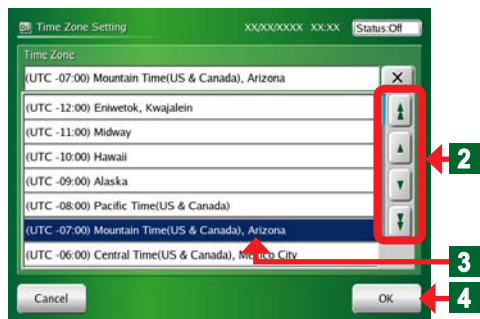 Time Zone Setting XX/XX/XXXX XX:XX Status:Off
Time Zone
(UTC -07:00) Mountain Time(US & Canada), Arizona X
(UTC -12:00) Eniwetok, Kwajalein
(UTC -11:00) Midway
(UTC -10:00) Hawaii
2
(UTC -09:00) Alaska
(UTC -08:00) Pacific Time(US & Canada)
(UTC -07:00) Mountain Time(US & Canada), Arizona
(UTC -06:00) Central Time(US & Canada), Mexico City
3
Cancel OK 4